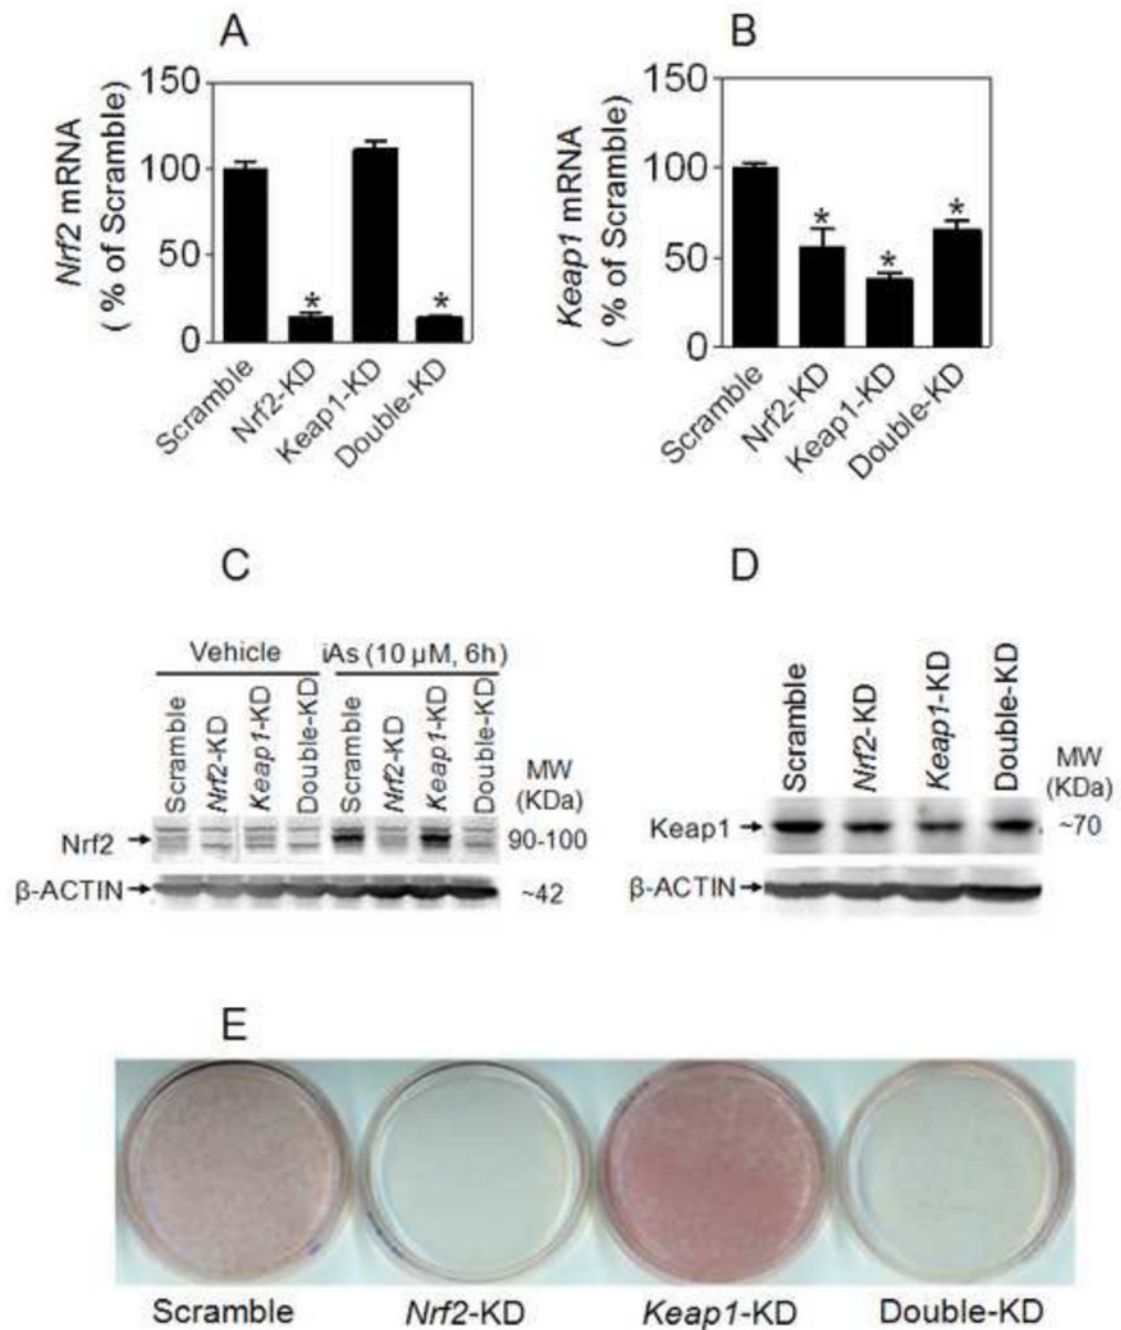 A
Nrf2 mRNA
( % of Scramble)
150
100
50
0
*
*
Scramble
Nrf2-KD
Keap1-KD
Double-KD
B
Keap1 mRNA
( % of Scramble)
150
100
50
0
*
*
*
Scramble
Nrf2-KD
Keap1-KD
Double-KD
C
Vehicle
iAs (10 µM, 6h)
Scramble
Nrf2-KD
Keap1-KD
Double-KD
Scramble
Nrf2-KD
Keap1-KD
Double-KD
MW
(KDa)
Nrf2
90-100
β-ACTIN
~42
D
Scramble
Nrf2-KD
Keap1-KD
Double-KD
MW
(KDa)
Keap1
~70
β-ACTIN
E
Scramble
Nrf2-KD
Keap1-KD
Double-KD